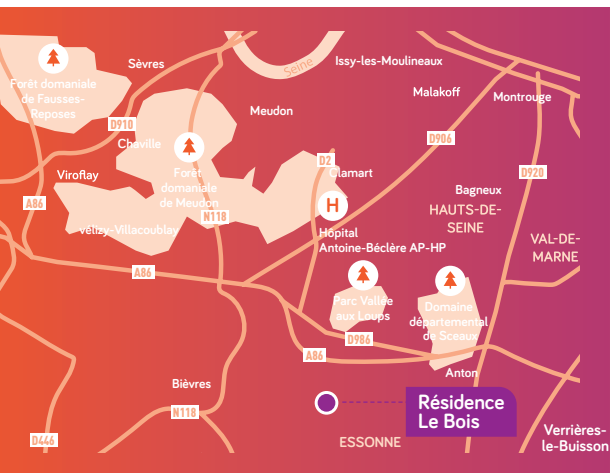 Seine
Issy-les-Moulineaux
Sèvres
Forêt domaniale
de Fausses-
Reposes
Malakoff
Montrouge
Meudon
D910
D906
Chaville
D2
Clamart
D920
Viroflay
Forêt
domaniale
de Meudon
Bagneux
A86
H
HAUTS-DE-
SEINE
N118
vélizy-Villacoublay
Hôpital
Antoine-Béclère AP-HP
VAL-DE-
MARNE
A86
Parc Vallée
aux Loups
Domaine
départemental
de Sceaux
D986
A86
Anton
Bièvres
Résidence
Le Bois
N118
D446
ESSONNE
Verrières-
le-Buisson